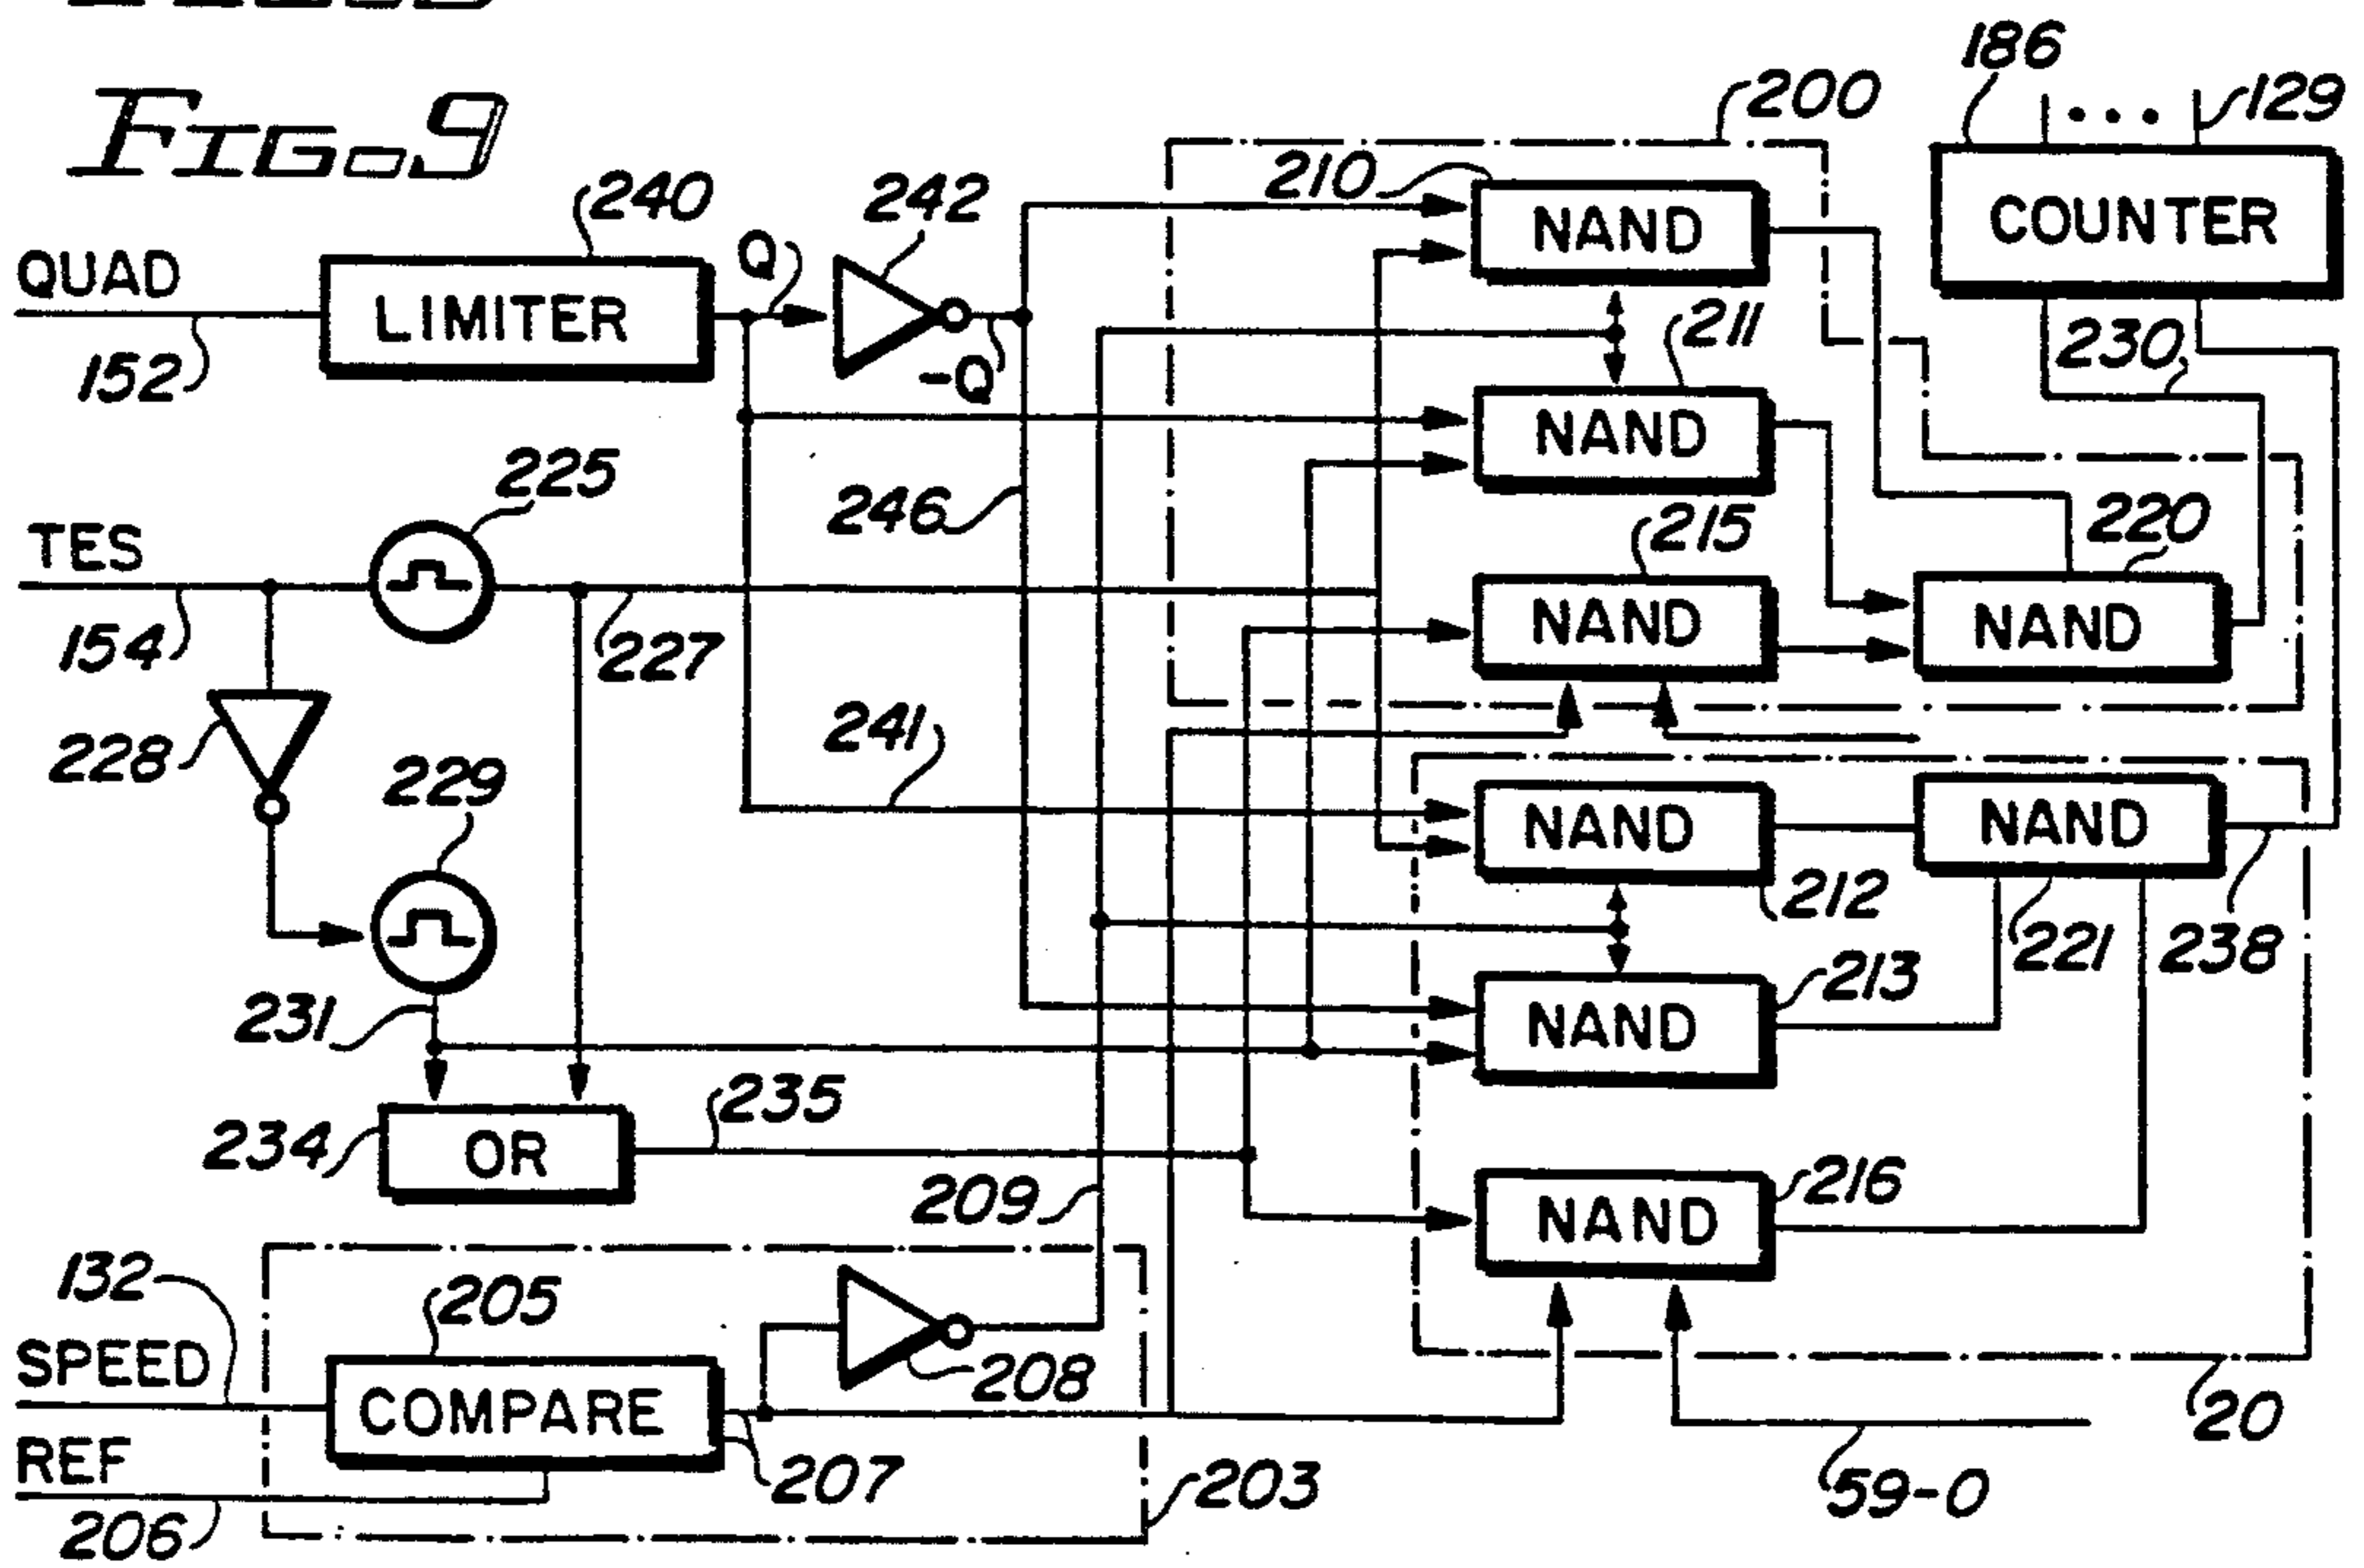 FIG. 9
186
129
200
210
240
242
QUAD
LIMITER
Q
-Q
152
NAND
COUNTER
211
230
NAND
225
246
215
220
TES
154
227
NAND
NAND
228
241
229
NAND
NAND
212
221
238
231
213
NAND
234
OR
235
209
216
NAND
132
205
SPEED
COMPARE
208
REF
207
203
206
59-0
20